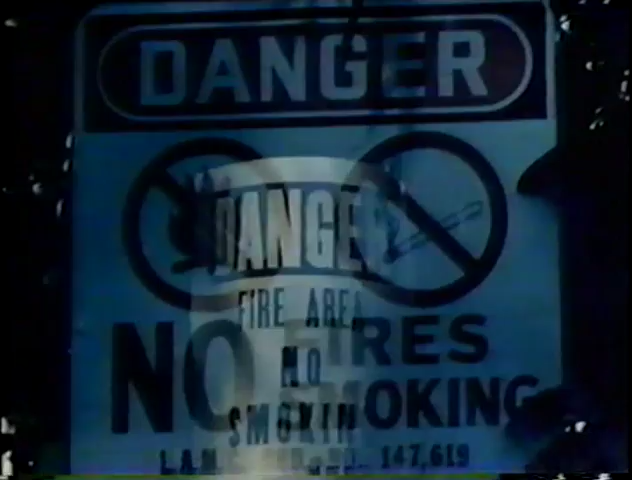 DANGER
NO FIRES
SMOKING
147,619
DANGER
FIRE AREA
NO
SMOKIN